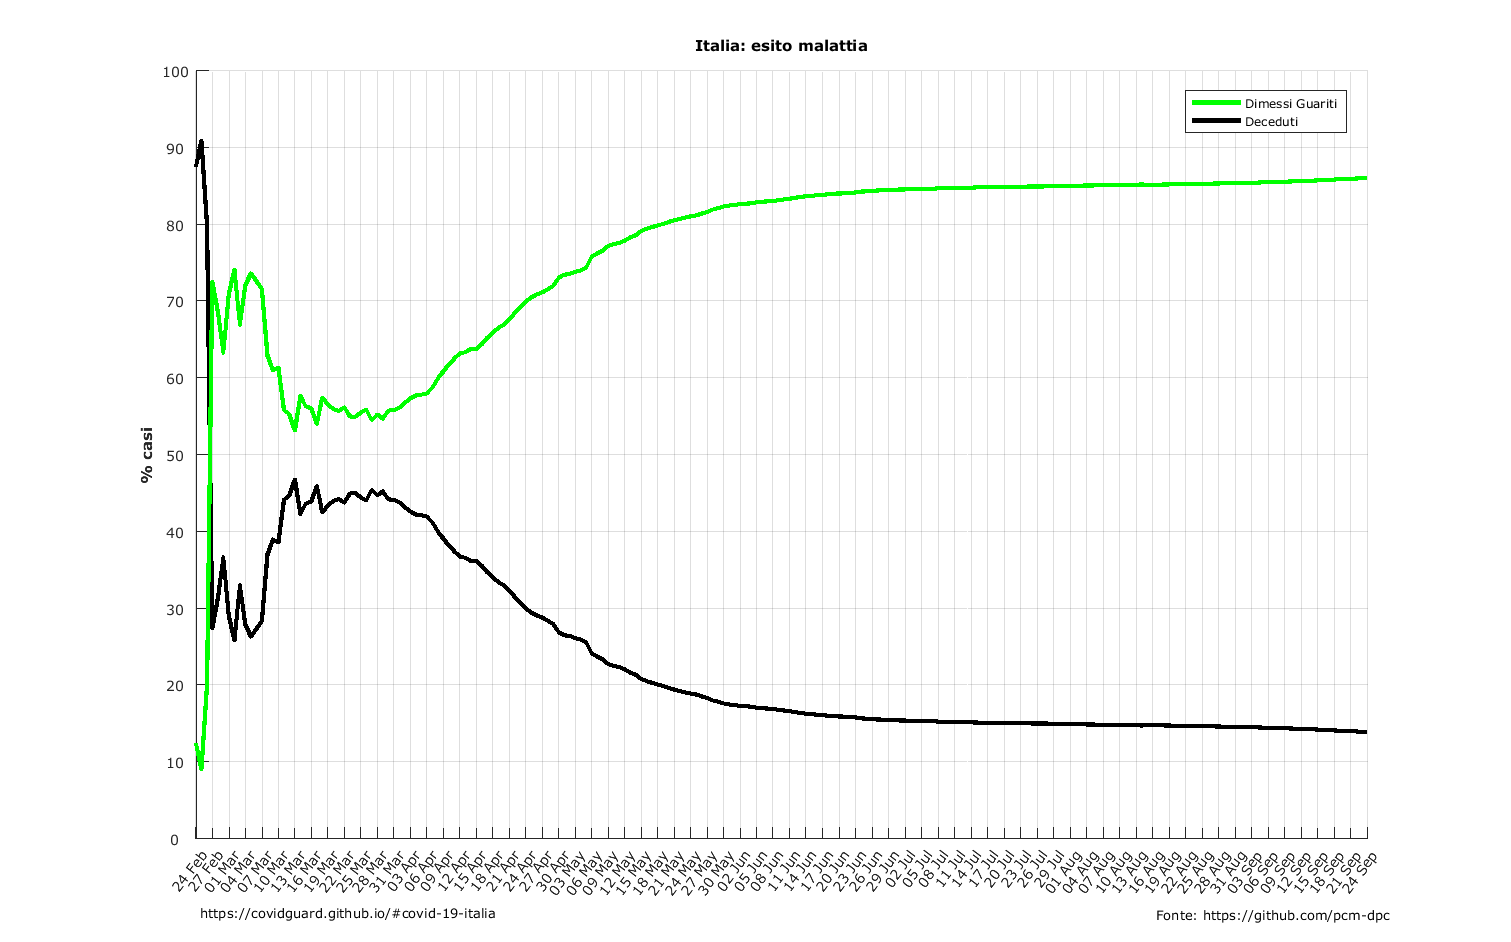 Italia: esito malattia
100
90
80
70
60
50
40
30
20
10
0
% casi
Dimessi Guariti
Deceduti
24 Feb
27 Feb
01 Mar
04 Mar
07 Mar
10 Mar
13 Mar
16 Mar
19 Mar
22 Mar
25 Mar
28 Mar
31 Mar
03 Apr
06 Apr
09 Apr
12 Apr
15 Apr
18 Apr
21 Apr
24 Apr
27 Apr
30 Apr
03 May
06 May
09 May
12 May
15 May
18 May
21 May
24 May
27 May
30 May
02 Jun
05 Jun
08 Jun
11 Jun
14 Jun
17 Jun
20 Jun
23 Jun
26 Jun
29 Jun
02 Jul
05 Jul
08 Jul
11 Jul
14 Jul
17 Jul
20 Jul
23 Jul
26 Jul
29 Jul
01 Aug
04 Aug
07 Aug
10 Aug
13 Aug
16 Aug
19 Aug
22 Aug
25 Aug
28 Aug
31 Aug
03 Sep
06 Sep
09 Sep
12 Sep
15 Sep
18 Sep
21 Sep
24 Sep
https://covidguard.github.io/#covid-19-italia
Fonte: https://github.com/pcm-dpc